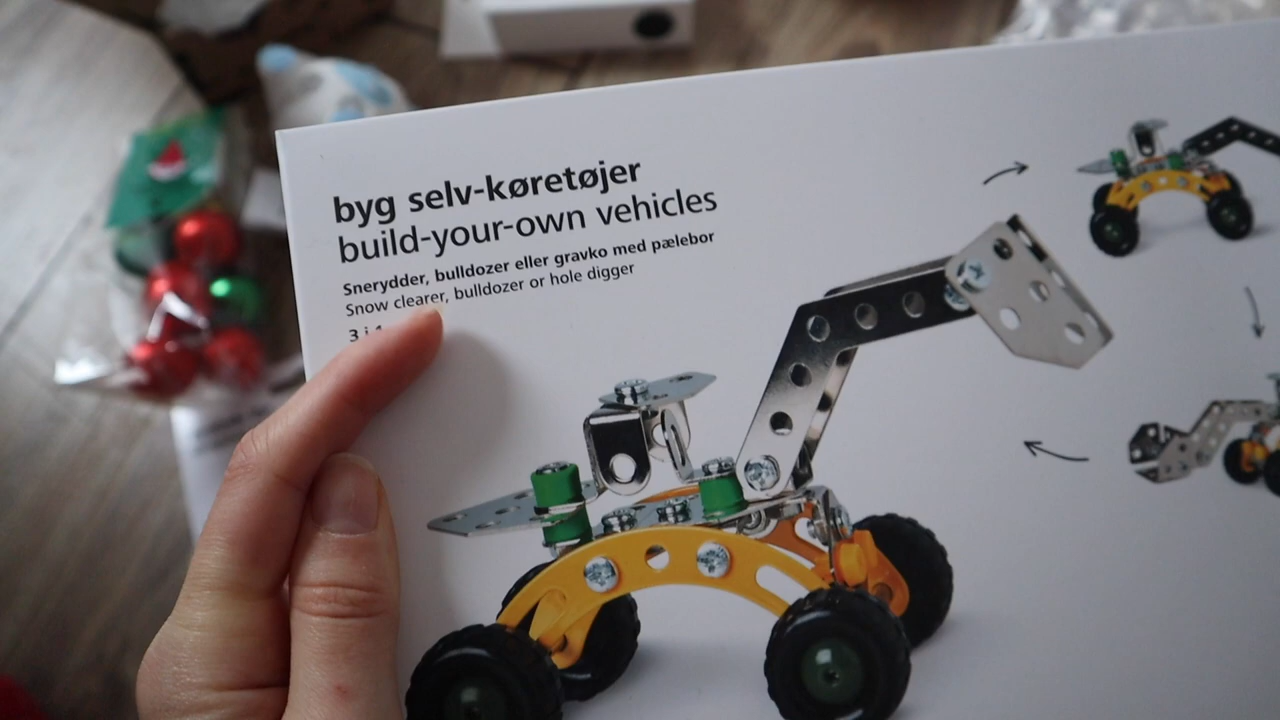 byg selv-køretøjer
build-your-own vehicles
Snerydder, bulldozer eller gravko med pælebor
Snow clearer, bulldozer or hole digger
3 i